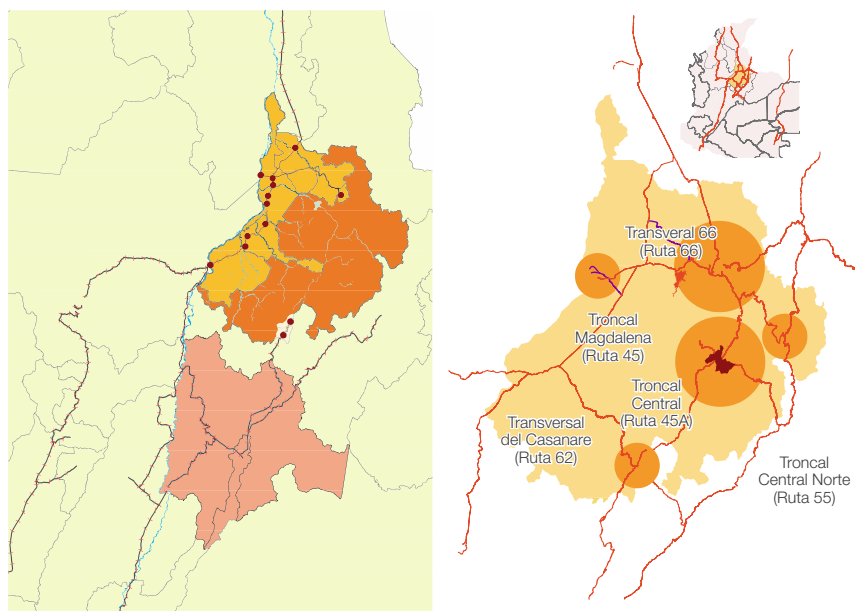 Transveral 66
(Ruta 66)
Troncal
Magdalena
(Ruta 45)
Troncal
Central
(Ruta 45A)
Transversal
del Casanare
(Ruta 62)
Troncal
Central Norte
(Ruta 55)